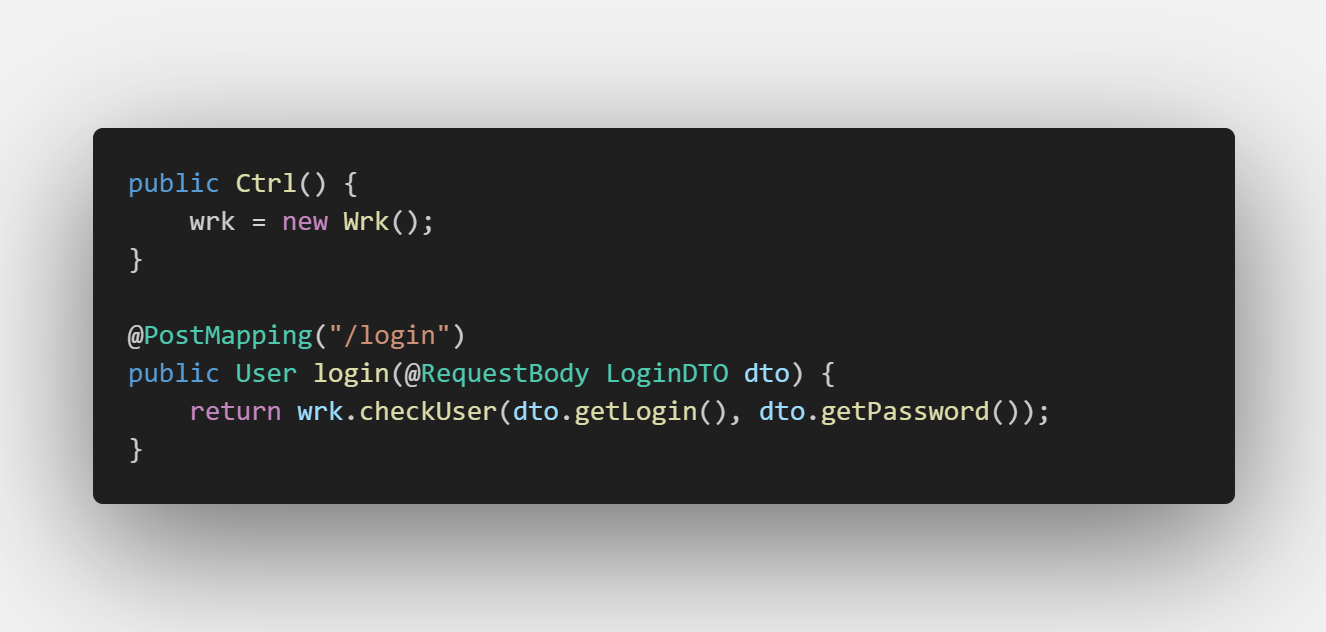 public Ctrl() {
    wrk = new Wrk();
}

@PostMapping("/login")
public User login(@RequestBody LoginDTO dto) {
    return wrk.checkUser(dto.getLogin(), dto.getPassword());
}